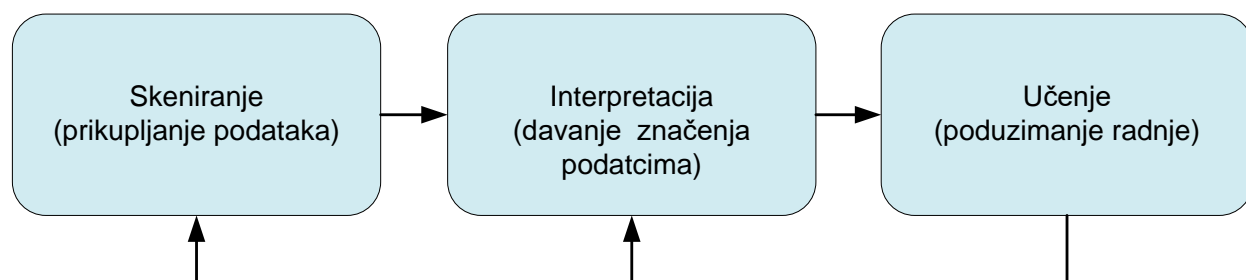 Skeniranje
(prikupljanje podataka)
Interpretacija
(davanje  značenja
podatcima)
Učenje
(poduzimanje radnje)